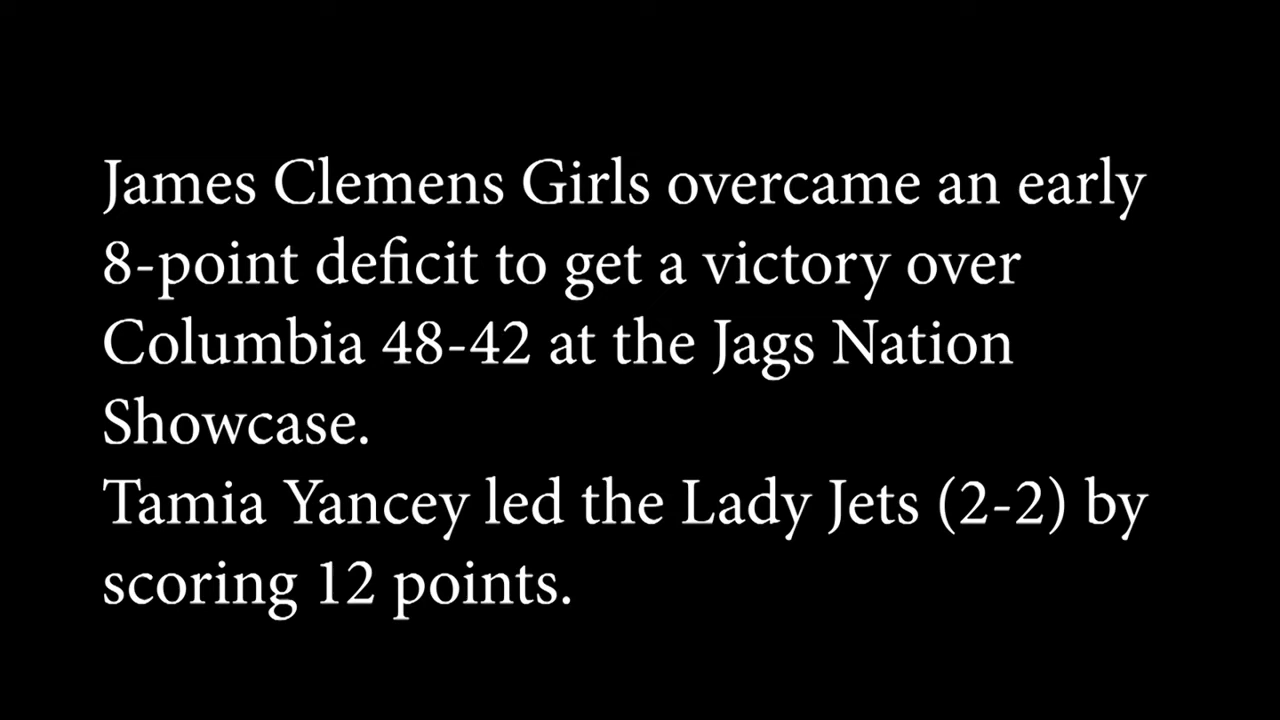 James Clemens Girls overcame an early
8-point deficit to get a victory over
Columbia 48-42 at the Jags Nation
Showcase.
Tamia Yancey led the Lady Jets (2-2) by
scoring 12 points.